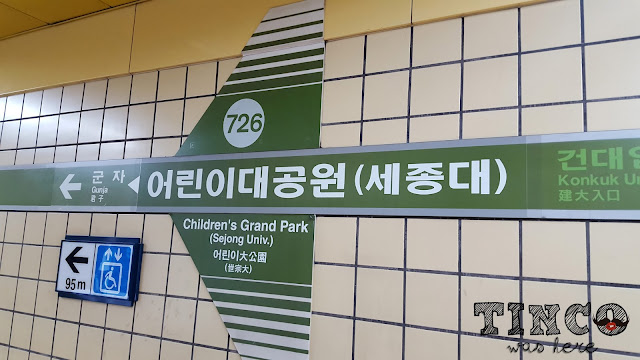 726
군자
Gunja
君子
어린이대공원(세종대)
건대입
Konkuk Un
建大入口
Children's Grand Park
(Sejong Univ.)
어린이大公園
(世宗大)
95m
TINCO
was here